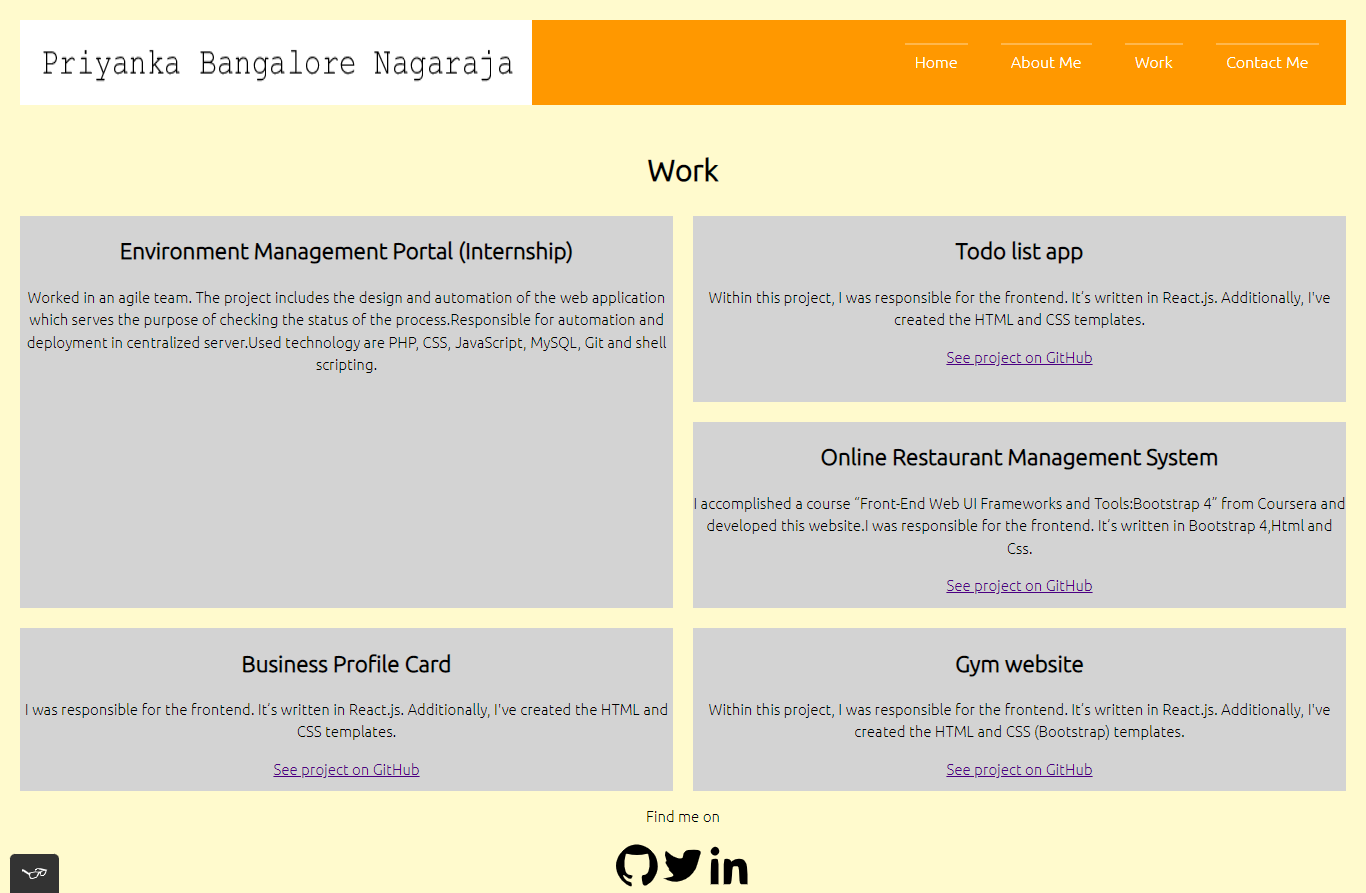 Priyanka Bangalore Nagaraja
Home
About Me
Work
Contact Me
Work
Environment Management Portal (Internship)
Worked in an agile team. The project includes the design and automation of the web application
which serves the purpose of checking the status of the process.Responsible for automation and
deployment in centralized server.Used technology are PHP, CSS, JavaScript, MySQL, Git and shell
scripting.
Todo list app
Within this project, I was responsible for the frontend. It's written in React.js. Additionally, I've
created the HTML and CSS templates.
See project on GitHub
Online Restaurant Management System
I accomplished a course “Front-End Web UI Frameworks and Tools:Bootstrap 4” from Coursera and
developed this website.I was responsible for the frontend. It's written in Bootstrap 4,Html and
Css.
See project on GitHub
Business Profile Card
I was responsible for the frontend. It's written in React.js. Additionally, I've created the HTML and
CSS templates.
See project on GitHub
Gym website
Within this project, I was responsible for the frontend. It's written in React.js. Additionally, I've
created the HTML and CSS (Bootstrap) templates.
See project on GitHub
Find me on
in